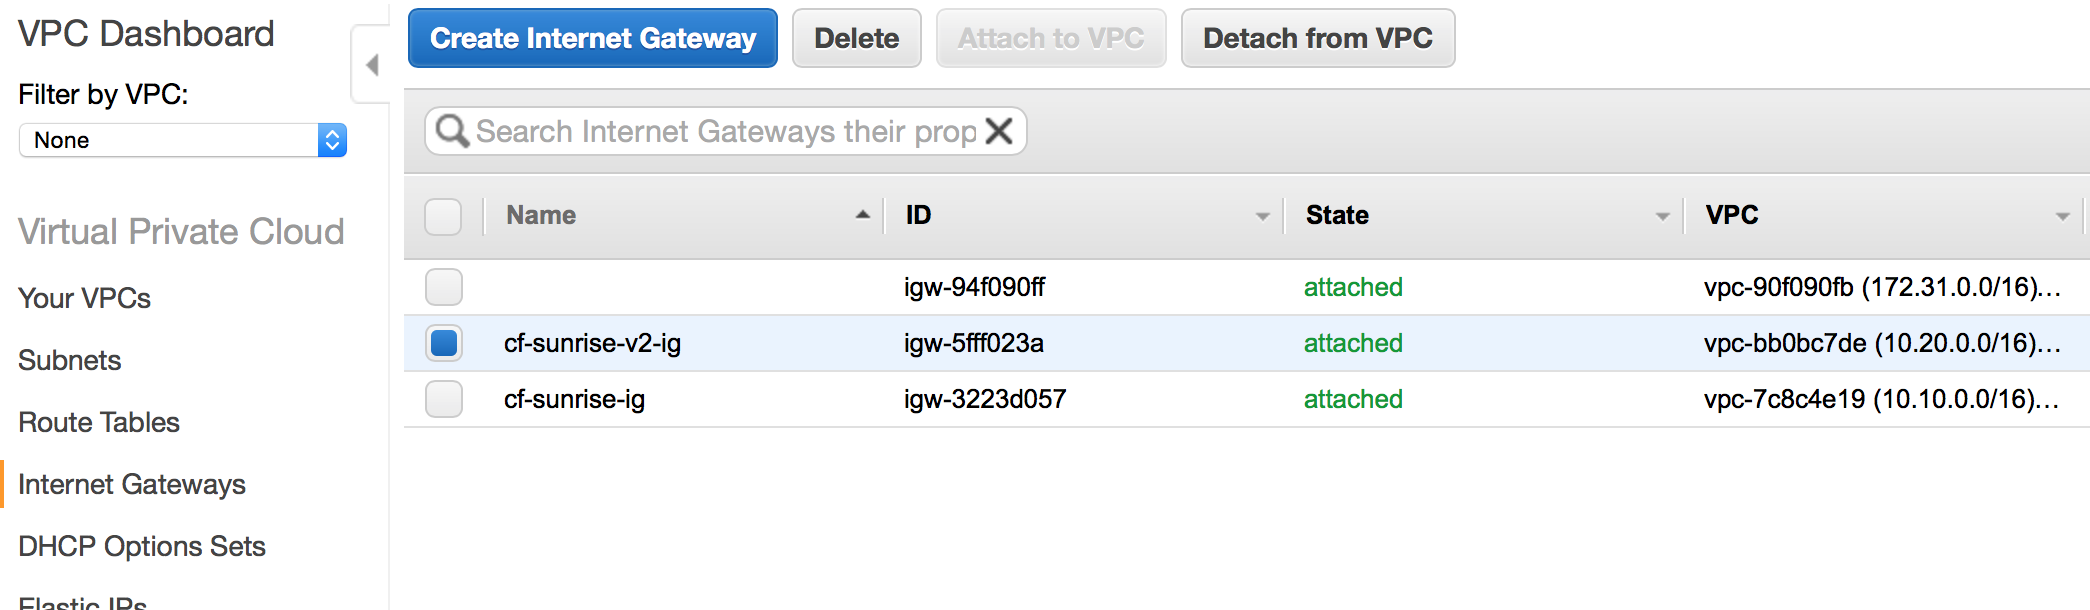 VPC Dashboard
Filter by VPC:
None
Virtual Private Cloud
Your VPCs
Subnets
Route Tables
Internet Gateways
DHCP Options Sets
Elastic IPs
Create Internet Gateway Delete Attach to VPC Detach from VPC
Search Internet Gateways their prop
Name ID State VPC
igw-94f090ff attached vpc-90f090fb (172.31.0.0/16)...
cf-sunrise-v2-ig igw-5fff023a attached vpc-bb0bc7de (10.20.0.0/16)...
cf-sunrise-ig igw-3223d057 attached vpc-7c8c4e19 (10.10.0.0/16)...